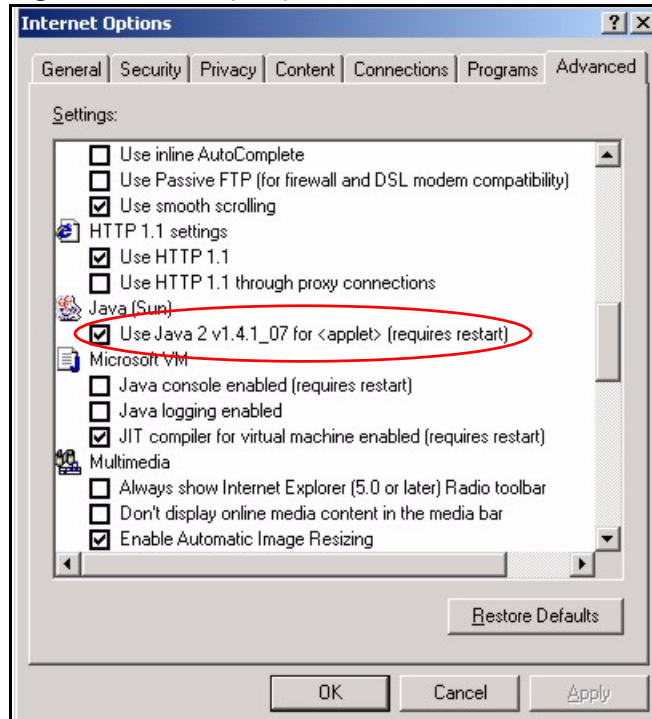 Internet Options
General Security Privacy Content Connections Programs Advanced
Settings:
Use inline AutoComplete
Use Passive FTP (for firewall and DSL modem compatibility)
Use smooth scrolling
HTTP 1.1 settings
Use HTTP 1.1
Use HTTP 1.1 through proxy connections
Java (Sun)
Use Java 2 v1.4.1_07 for <applet> (requires restart)
Microsoft VM
Java console enabled (requires restart)
Java logging enabled
JIT compiler for virtual machine enabled (requires restart)
Multimedia
Always show Internet Explorer (5.0 or later) Radio toolbar
Don't display online media content in the media bar
Enable Automatic Image Resizing
Restore Defaults
OK Cancel Apply